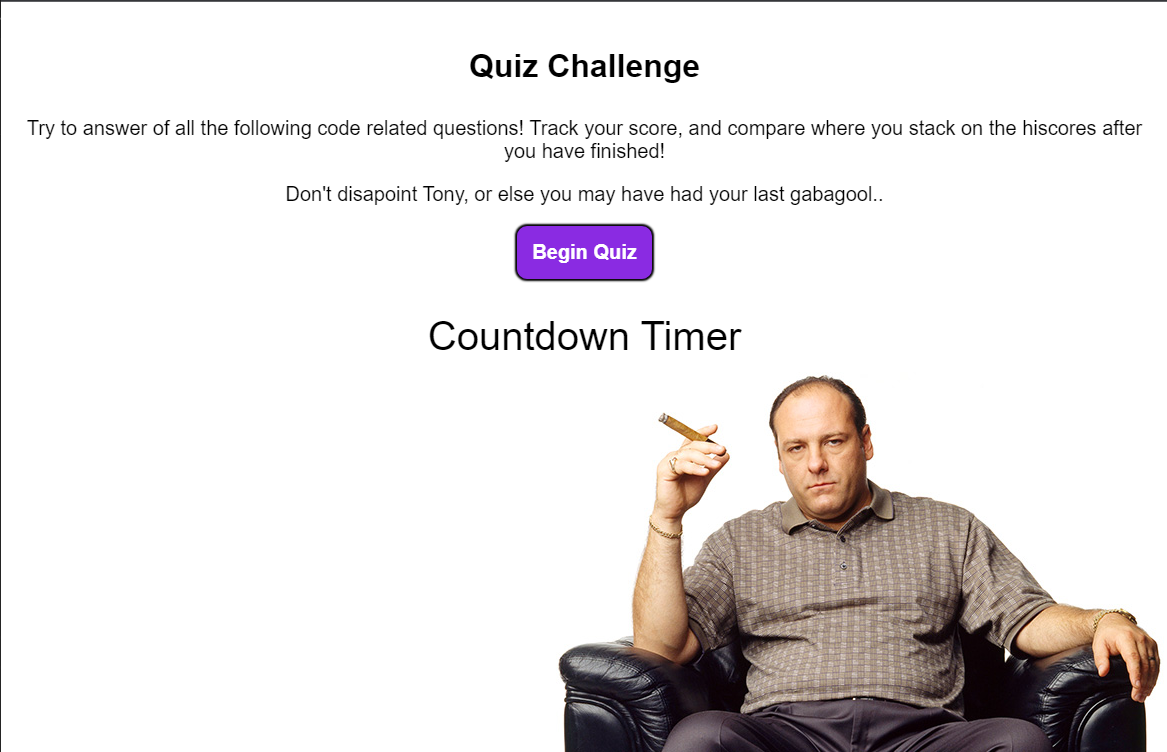 Quiz Challenge
Try to answer of all the following code related questions! Track your score, and compare where you stack on the hiscores after
you have finished!
Don't disapoint Tony, or else you may have had your last gabagool..
Begin Quiz
Countdown Timer